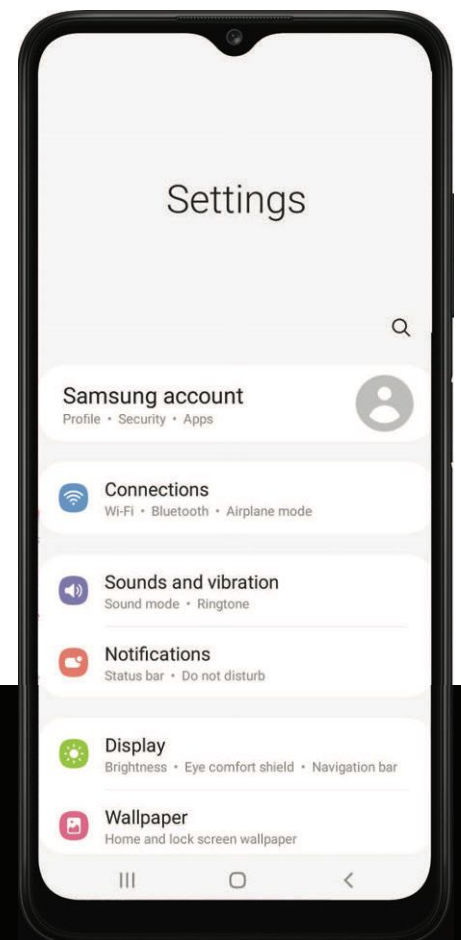 Settings
Samsung account
Profile • Security • Apps
Connections
Wi-Fi • Bluetooth • Airplane mode
Sounds and vibration
Sound mode • Ringtone
Notifications
Status bar • Do not disturb
Display
Brightness • Eye comfort shield • Navigation bar
Wallpaper
Home and lock screen wallpaper